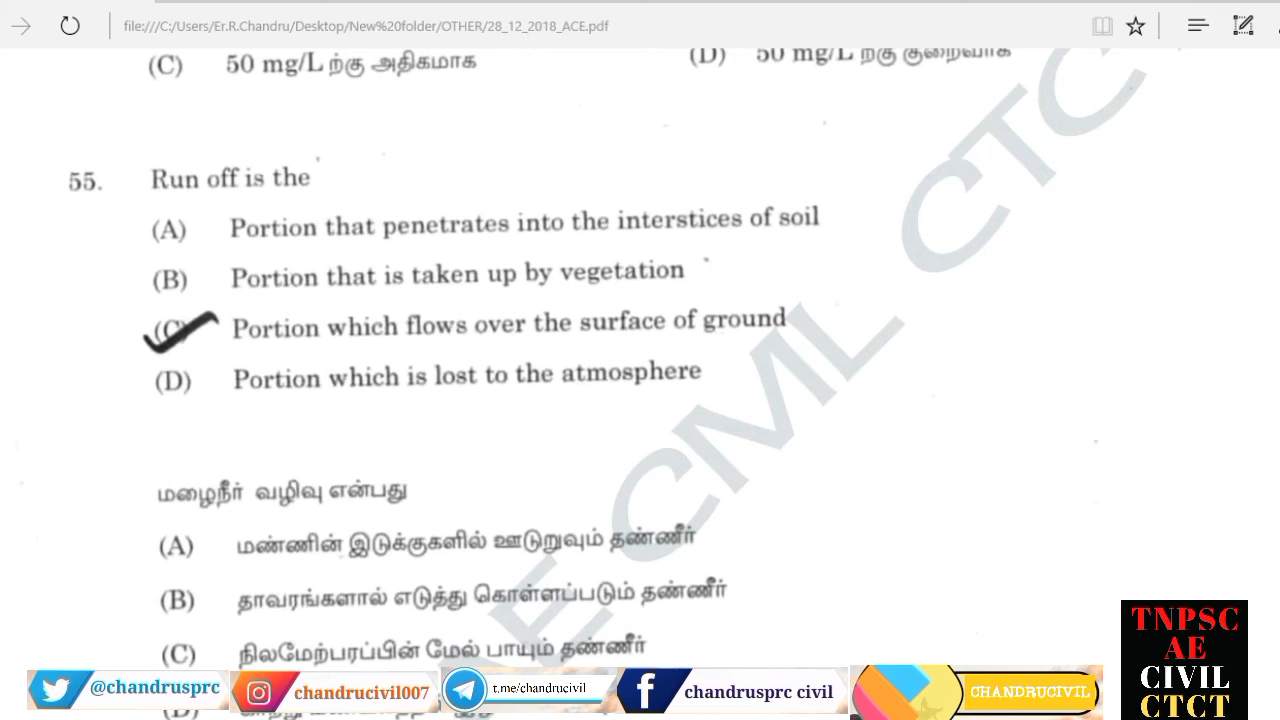 file:///C:/Users/Er.R.Chandru/Desktop/New%20folder/OTHER/28_12_2018_ACE.pdf
(C) 50 mg/L ற்கு அதிகமாக (D) 50 mg/L ற்கு குறைவாக
55. Run off is the
(A) Portion that penetrates into the interstices of soil
(B) Portion that is taken up by vegetation
(C) Portion which flows over the surface of ground
(D) Portion which is lost to the atmosphere
மழைநீர் வழிவு என்பது
(A) மண்ணின் இடுக்குகளில் ஊடுறுவும் தண்ணீர்
(B) தாவரங்களால் எடுத்து கொள்ளப்படும் தண்ணீர்
(C) நிலமேற்பரப்பின் மேல் பாயும் தண்ணீர்
(D)
E CIVIL CTC
TNPSC
AE
CIVIL
CTCT
@chandrusprc
chandrucivil007
t.me/chandrucivil
chandrusprc civil
CHANDRUCIVIL